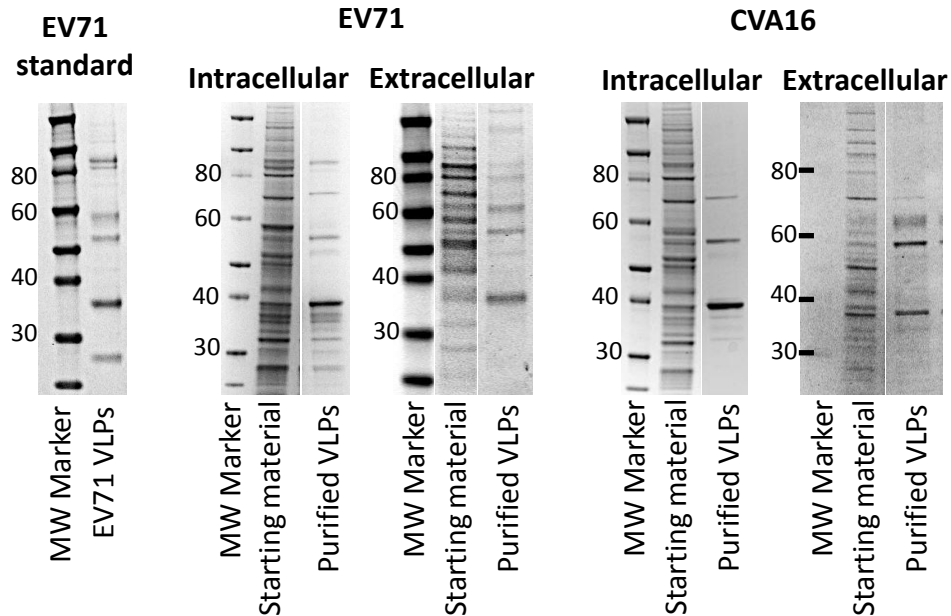 EV71
standard
EV71
CVA16
Intracellular
Extracellular
Intracellular
Extracellular
80
60
40
30
80
60
40
30
80
60
40
30
80
60
40
30
80
60
40
30
MW Marker
EV71 VLPs
MW Marker
Starting material
Purified VLPs
MW Marker
Starting material
Purified VLPs
MW Marker
Starting material
Purified VLPs
MW Marker
Starting material
Purified VLPs